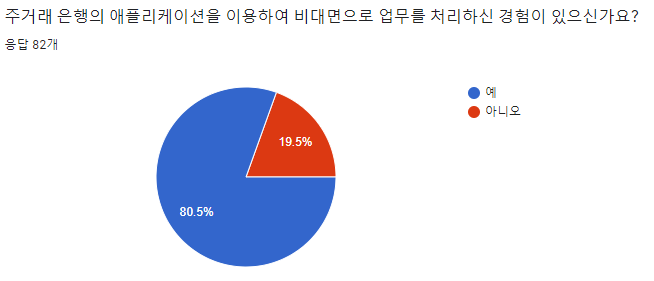 주거래 은행의 애플리케이션을 이용하여 비대면으로 업무를 처리하신 경험이 있으신가요?
응답 82개
예
아니오
19.5%
80.5%